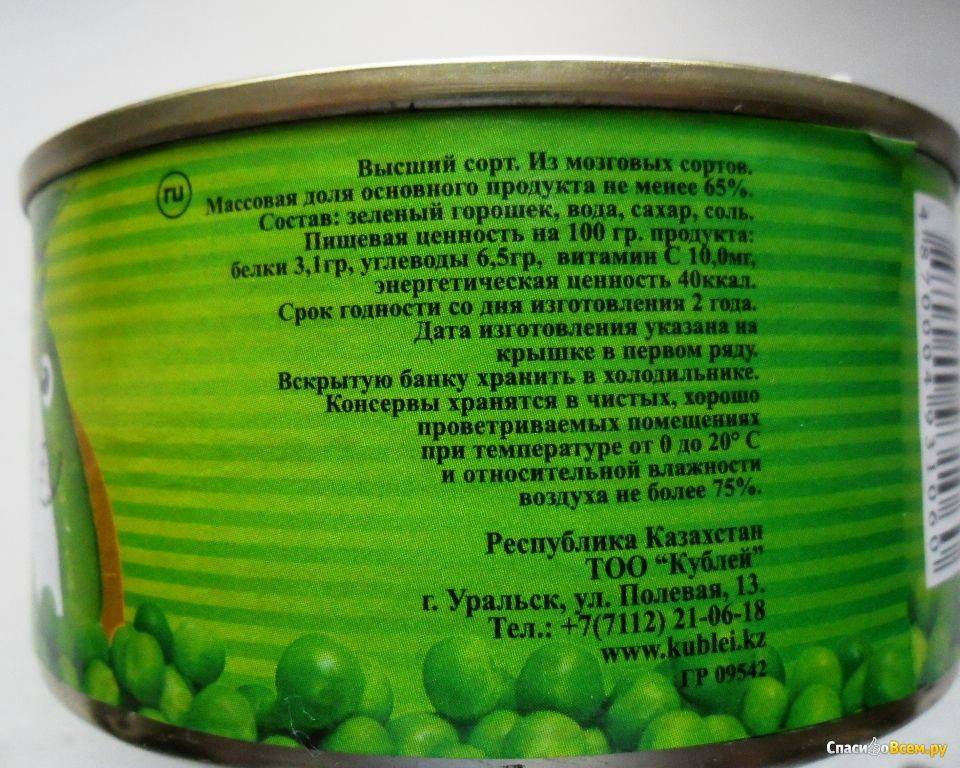 ru
Высший сорт. Из мозговых сортов.
Массовая доля основного продукта не менее 65%.
Состав: зеленый горошек, вода, сахар, соль.
Пищевая ценность на 100 гр. продукта:
белки 3,1гр, углеводы 6,5гр, витамин С 10,0мг,
энергетическая ценность 40ккал.
Срок годности со дня изготовления 2 года.
Дата изготовления указана на
крышке в первом ряду.
Вскрытую банку хранить в холодильнике.
Консервы хранятся в чистых, хорошо
проветриваемых помещениях
при температуре от 0 до 20° С
и относительной влажности
воздуха не более 75%.
Республика Казахстан
ТОО “Кублей”
г. Уральск, ул. Полевая, 13.
Тел.: +7(7112) 21-06-18
www.kublei.kz
ГР 09542
СпасибоВсем.ру